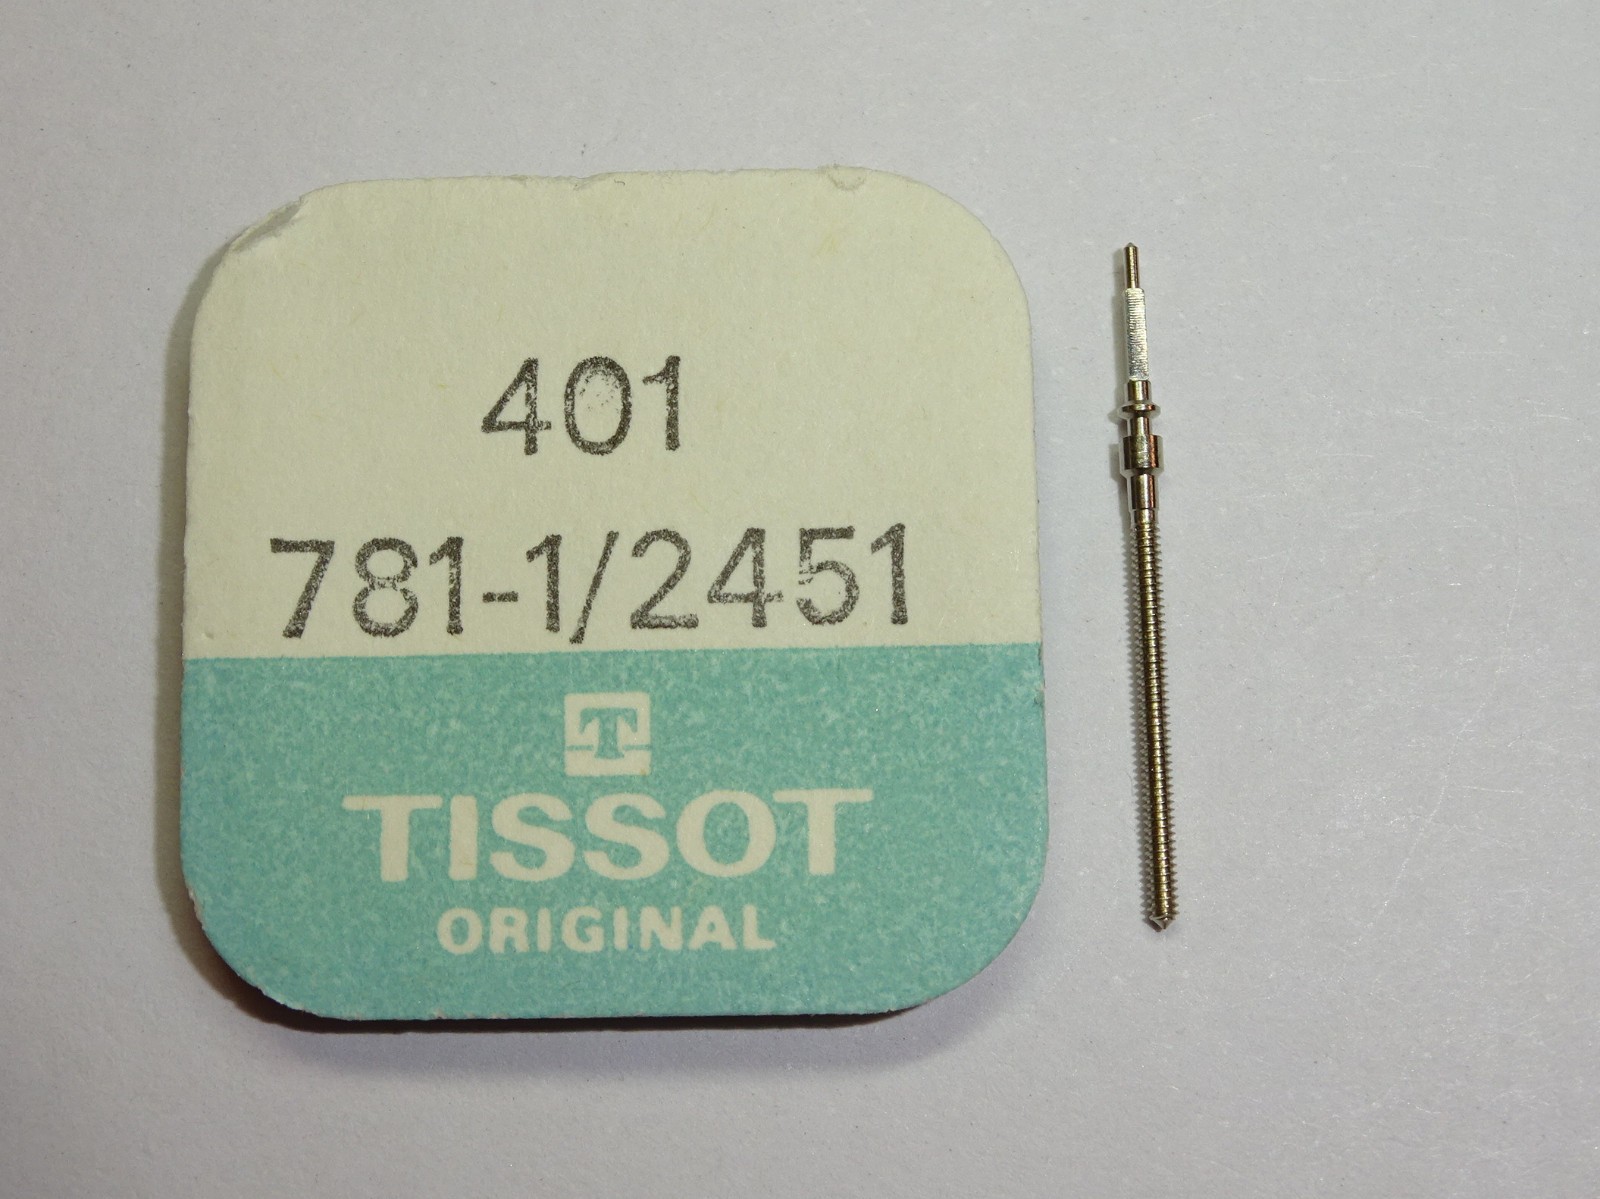 401
781-1/2451
T
TISSOT
ORIGINAL